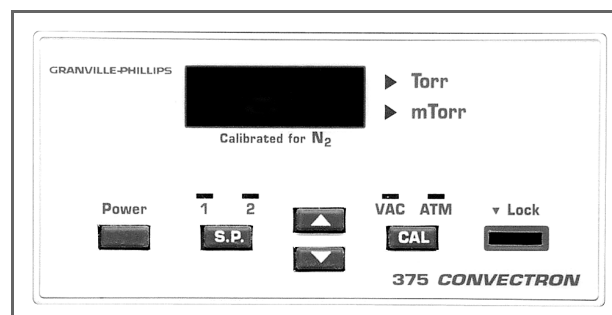 GRANVILLE-PHILLIPS
Torr
mTorr
Calibrated for N2
Power
1 2
S.P.
VAC ATM
CAL
Lock
375 CONVECTRON